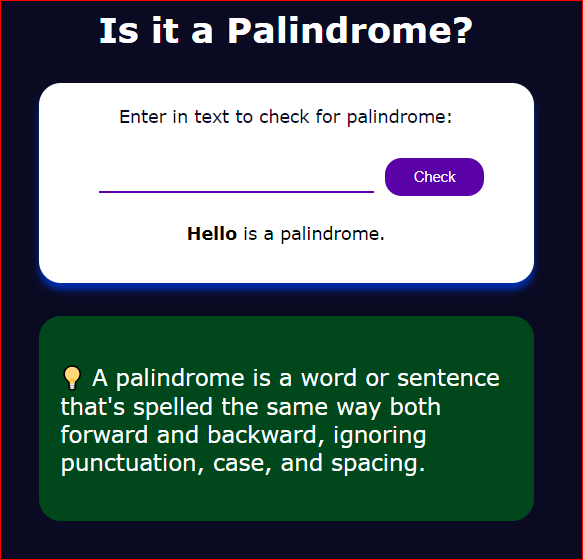 Is it a Palindrome?
Enter in text to check for palindrome:
Check
Hello is a palindrome.
💡 A palindrome is a word or sentence
that's spelled the same way both
forward and backward, ignoring
punctuation, case, and spacing.